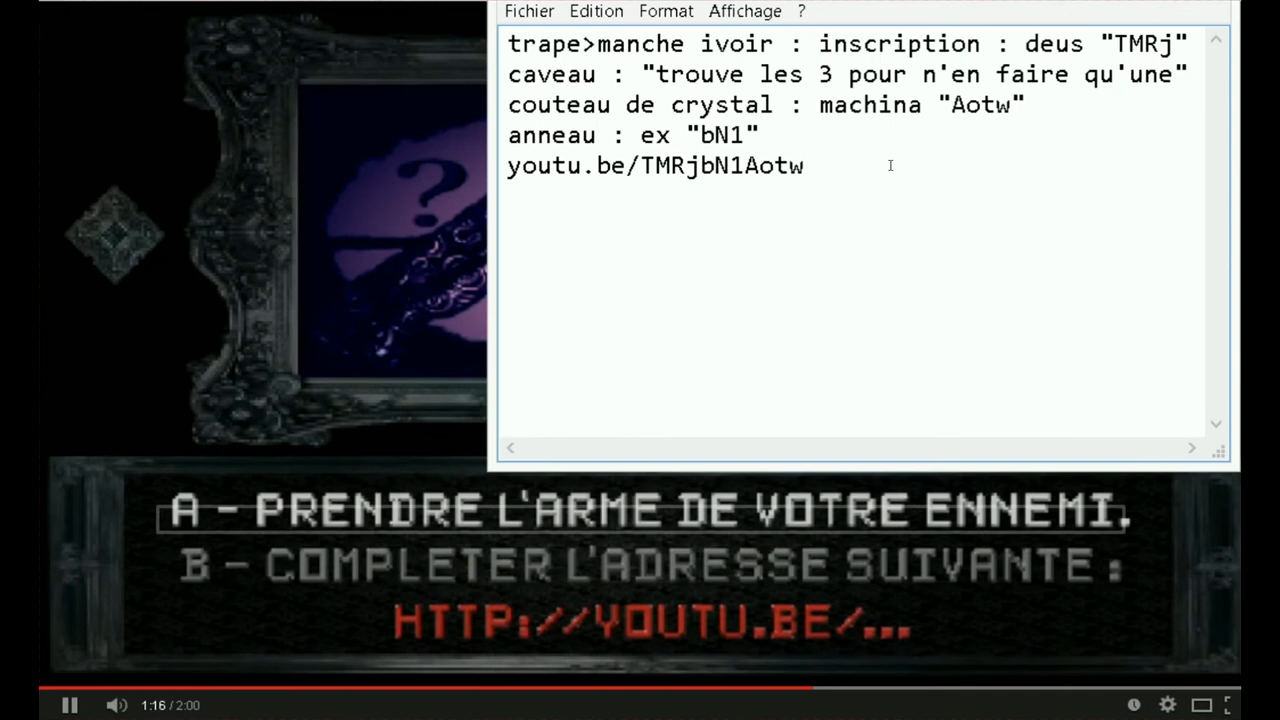 Fichier Edition Format Affichage ?
trape>manche ivoir : inscription : deus "TMRj"
caveau : "trouve les 3 pour n'en faire qu'une"
couteau de crystal : machina "Aotw"
anneau : ex "bN1"
youtu.be/TMRjbN1Aotw
?
A - PRENDRE L'ARME DE VOTRE ENNEMI.
B - COMPLETER L'ADRESSE SUIVANTE :
HTTP://YOUTU.BE/...
1:16 / 2:00